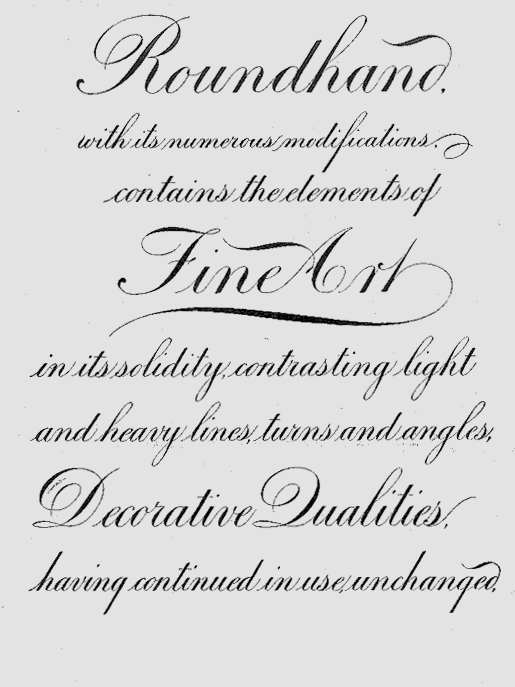 Roundhand,
with its numerous modifications,
contains the elements of
Fine Art
in its solidity, contrasting light
and heavy lines, turns and angles,
Decorative Qualities,
having continued in use, unchanged,